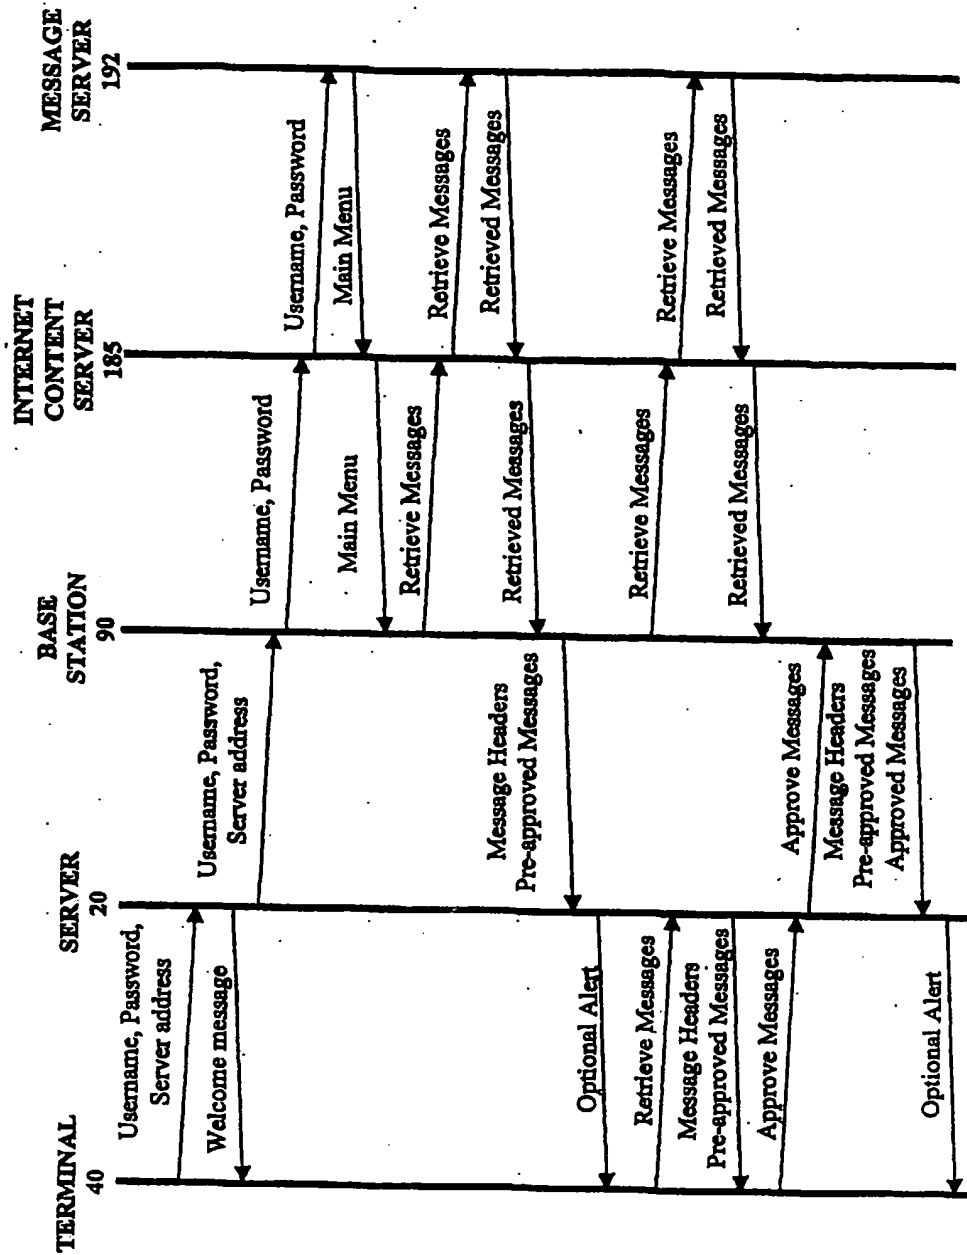 TERMINAL
40
SERVER
20
BASE
STATION
90
INTERNET
CONTENT
SERVER
185
MESSAGE
SERVER
192
Username, Password,
Server address
Welcome message
Username, Password,
Server address
Username, Password
Username, Password
Main Menu
Main Menu
Retrieve Messages
Retrieve Messages
Retrieved Messages
Retrieved Messages
Message Headers
Pre-approved Messages
Optional Alert
Retrieve Messages
Message Headers
Pre-approved Messages
Retrieve Messages
Retrieve Messages
Retrieved Messages
Retrieved Messages
Approve Messages
Approve Messages
Message Headers
Pre-approved Messages
Approved Messages
Optional Alert